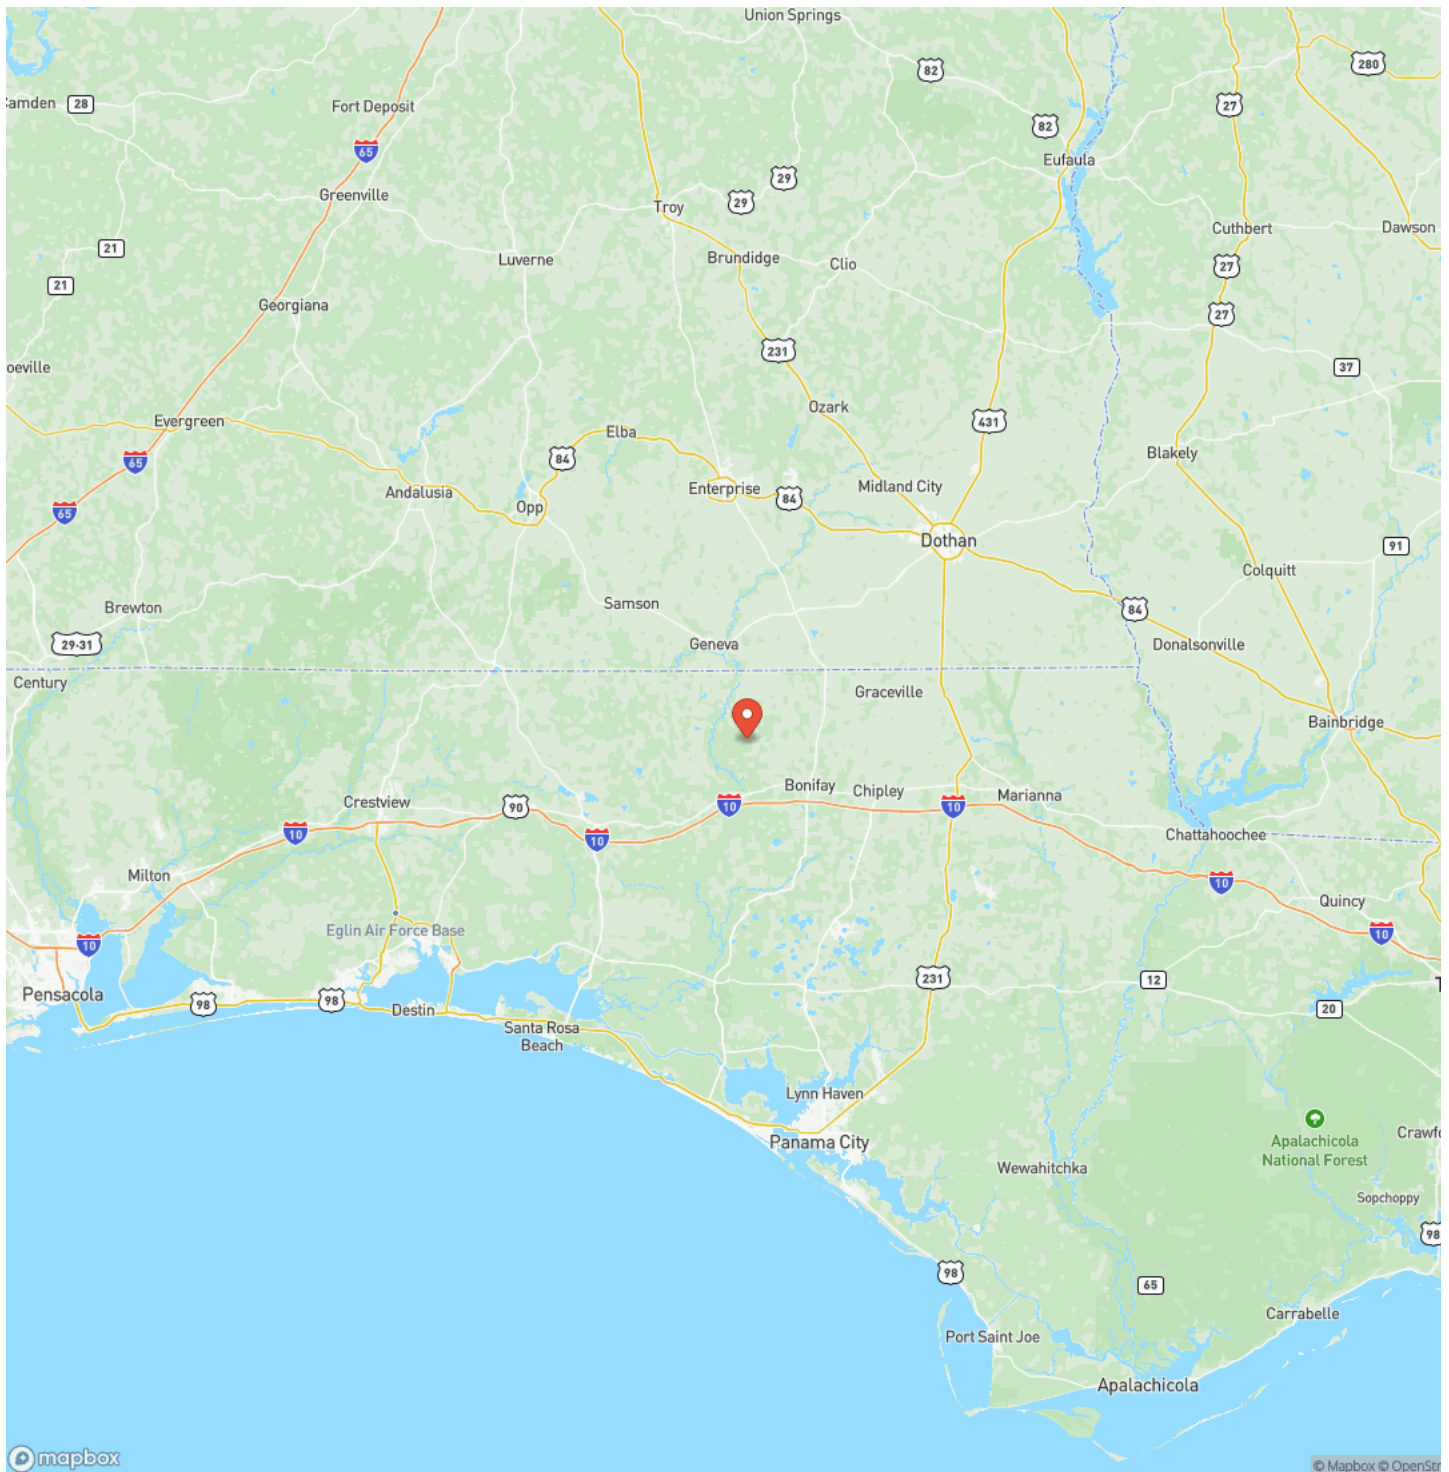 Union Springs
82
280
Camden
28
27
Fort Deposit
82
65
Eufaula
29
Greenville
29
Troy
Cuthbert
Dawson
21
Brundidge
Luverne
Clio
27
21
Georgiana
27
231
oeville
37
Ozark
Evergreen
431
Elba
Blakely
84
65
Enterprise
Midland City
Andalusia
84
Opp
65
Dothan
91
Colquitt
Samson
Brewton
84
29-31
Geneva
Donalsonville
Century
Graceville
Bainbridge
Bonifay
Chipley
Marianna
Crestview
90
10
10
10
10
Chattahoochee
Milton
10
Quincy
Eglin Air Force Base
10
10
231
12
Pensacola
98
98
Destin
20
Santa Rosa
Beach
Lynn Haven
Apalachicola
National Forest
Crawfo
Panama City
Wewahitchka
Sopchoppy
98
98
65
Carrabelle
Port Saint Joe
Apalachicola
mapbox
© Mapbox © OpenStr